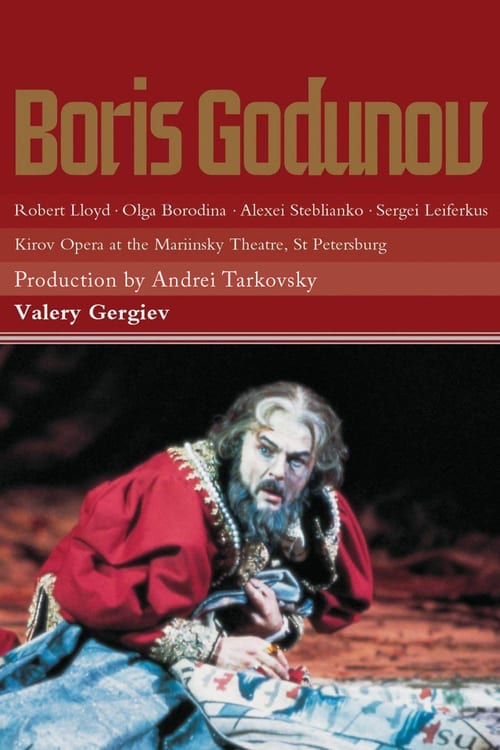 Boris Godunov
Robert Lloyd · Olga Borodina · Alexei Steblianko · Sergei Leiferkus
Kirov Opera at the Mariinsky Theatre, St Petersburg
Production by Andrei Tarkovsky
Valery Gergiev